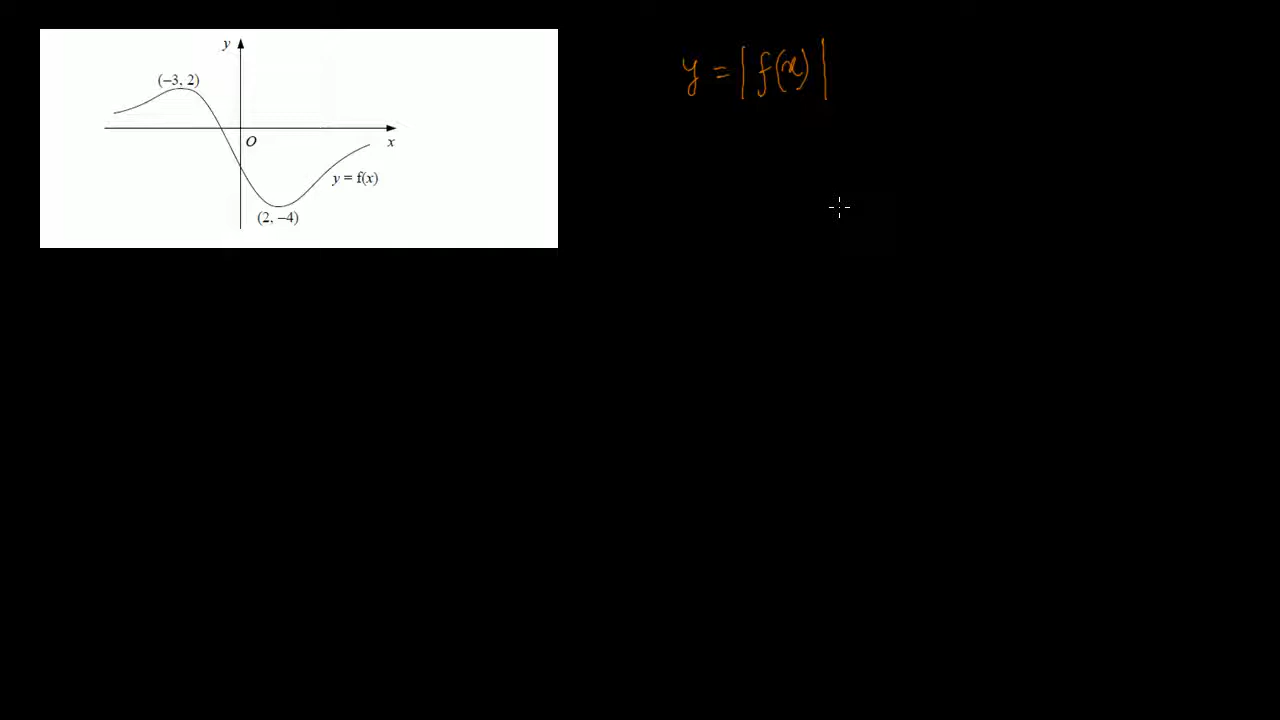 y
(−3, 2)
O
x
y = f(x)
(2, −4)
y = | f(x) |